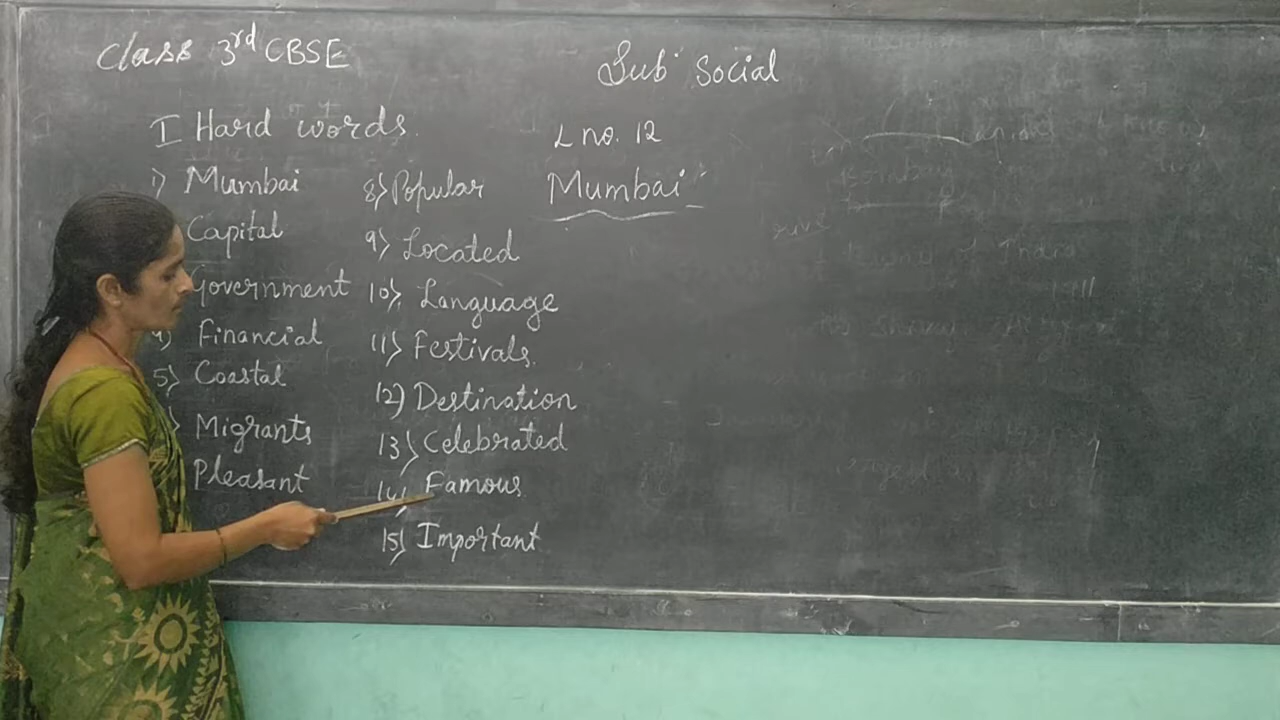 Class 3rd CBSE
Sub: Social
I Hard words.
L no. 12
Mumbai
1) Mumbai
Capital
Government
4) Financial
5) Coastal
Migrants
Pleasant
8) Popular
9) Located
10) Language
11) Festivals.
12) Destination
13) Celebrated
14) Famous
15) Important